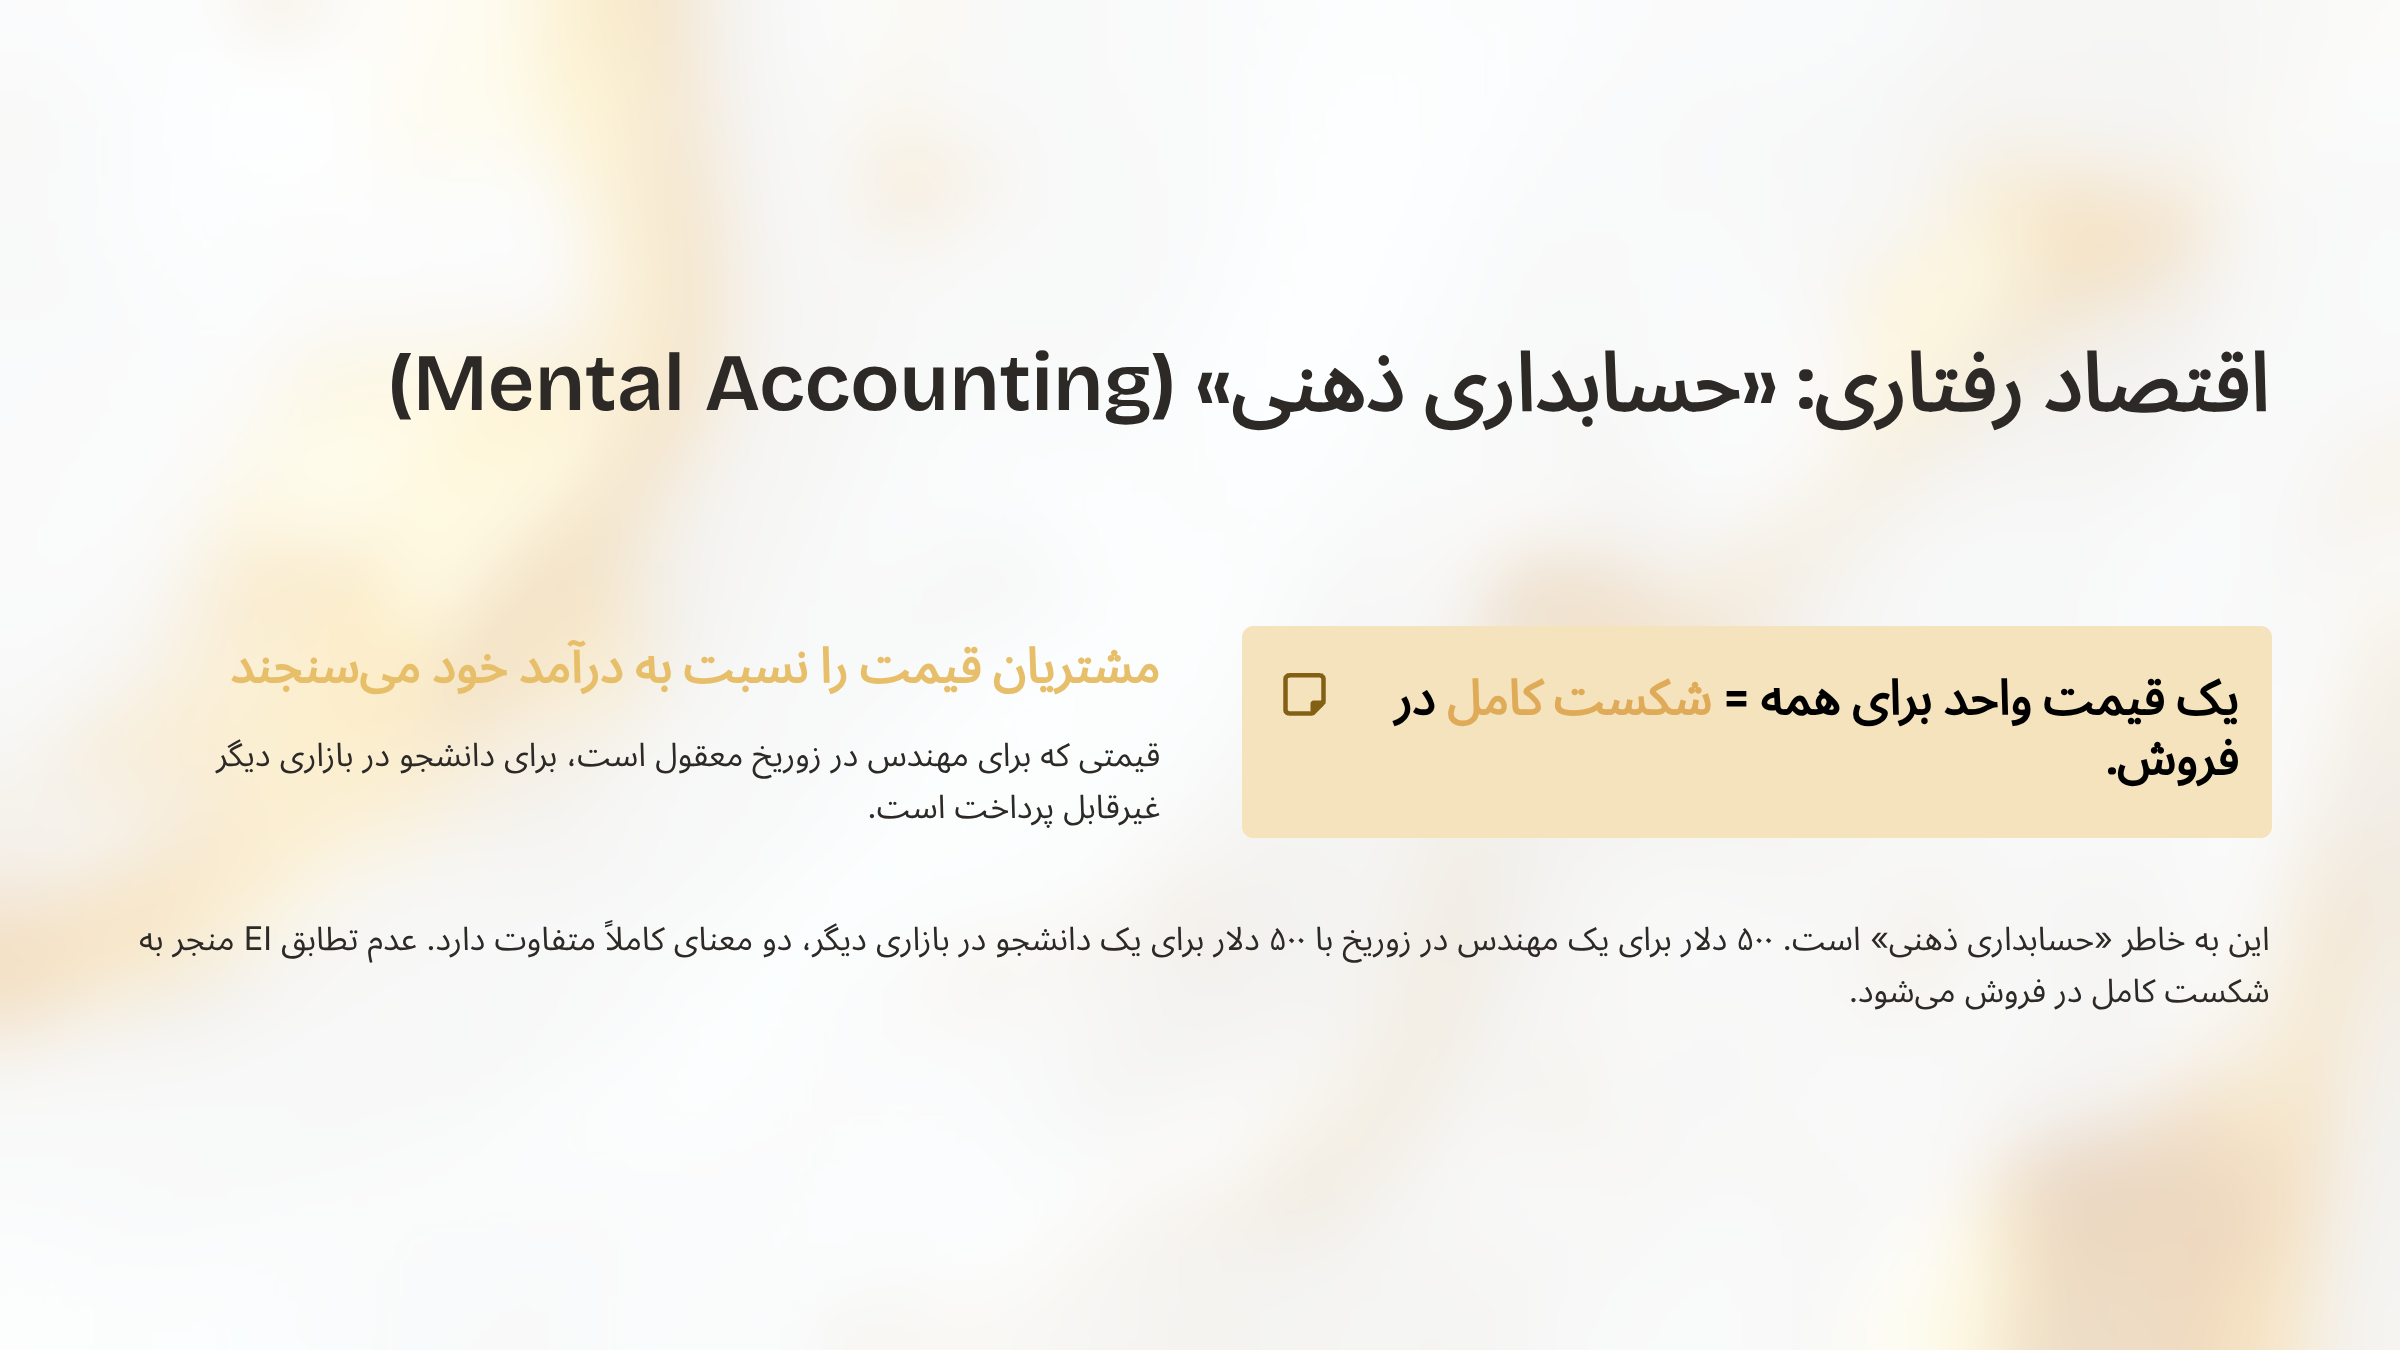 اقتصاد رفتاری: «حسابداری ذهنی» (Mental Accounting)
یک قیمت واحد برای همه = شکست کامل در
فروش.
مشتریان قیمت را نسبت به درآمد خود می‌سنجند
قیمتی که برای مهندس در زوریخ معقول است، برای دانشجو در بازاری دیگر
غیرقابل پرداخت است.
این به خاطر «حسابداری ذهنی» است. ۵۰۰ دلار برای یک مهندس در زوریخ با ۵۰۰ دلار برای یک دانشجو در بازاری دیگر، دو معنای کاملاً متفاوت دارد. عدم تطابق EI منجر به
شکست کامل در فروش می‌شود.